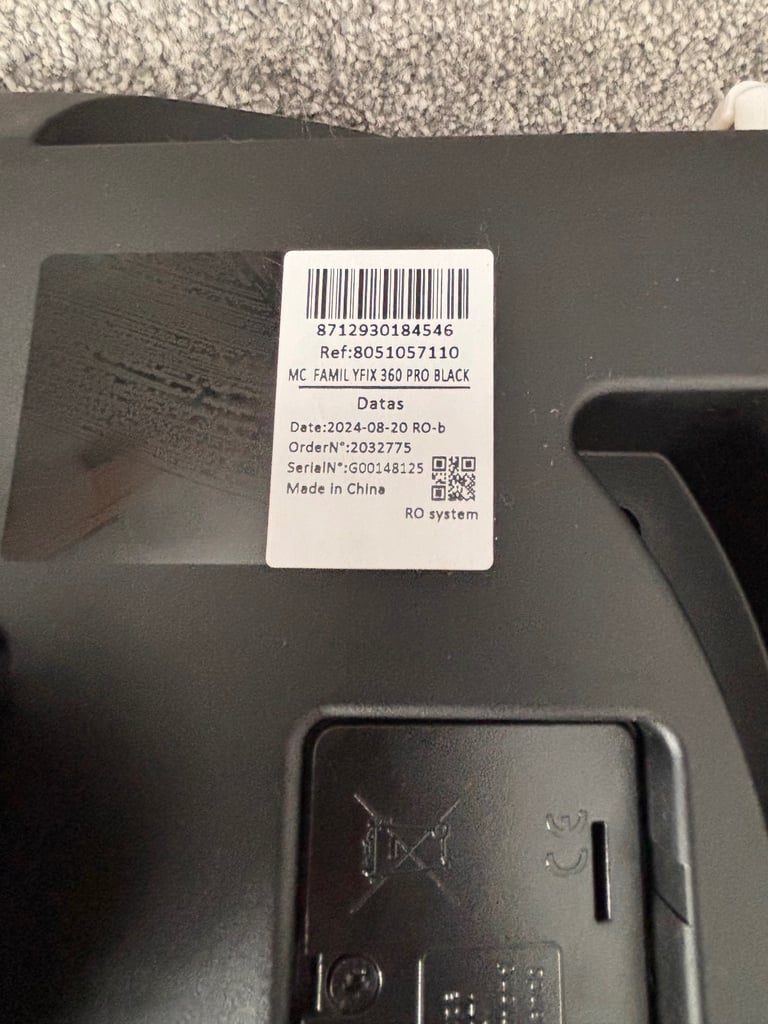 8712930184546
Ref:8051057110
MC FAMIL YFIX 360 PRO BLACK
Datas
Date:2024-08-20 RO-b
OrderN°:2032775
SerialN°:G00148125
Made in China
RO system
CE